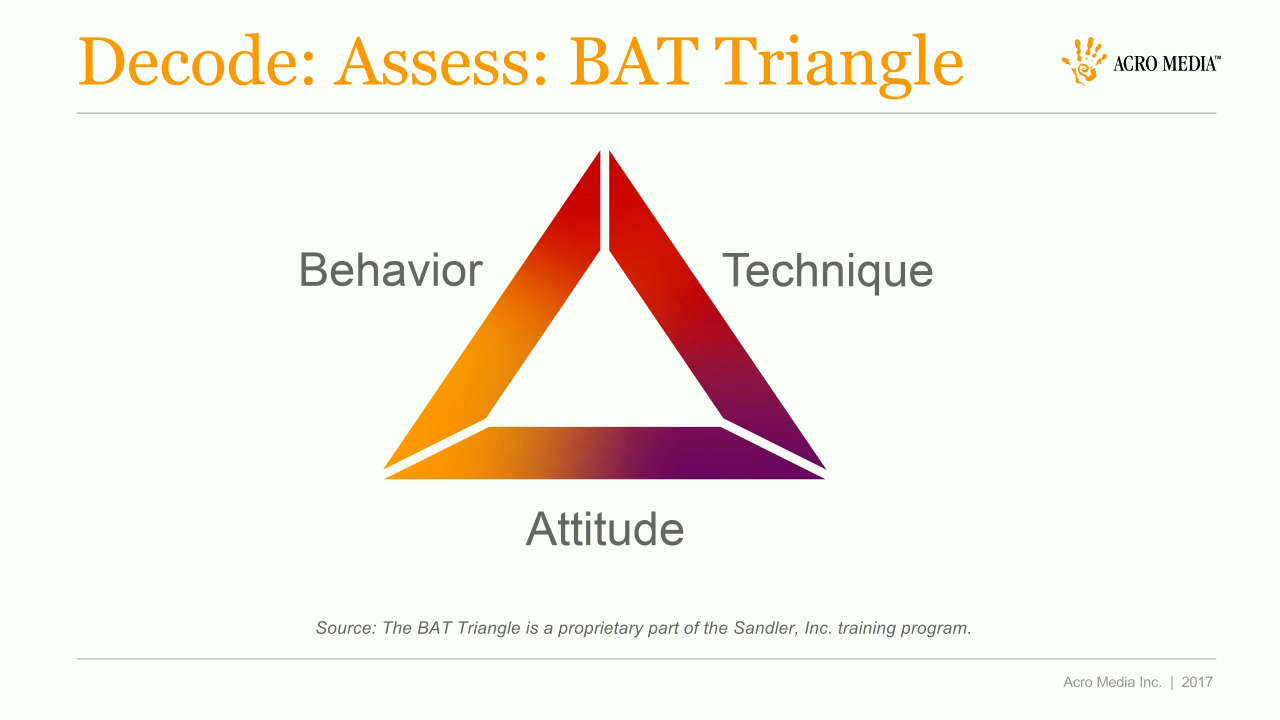 Decode: Assess: BAT Triangle
ACRO MEDIA™
Behavior
Technique
Attitude
Source: The BAT Triangle is a proprietary part of the Sandler, Inc. training program.
Acro Media Inc. | 2017